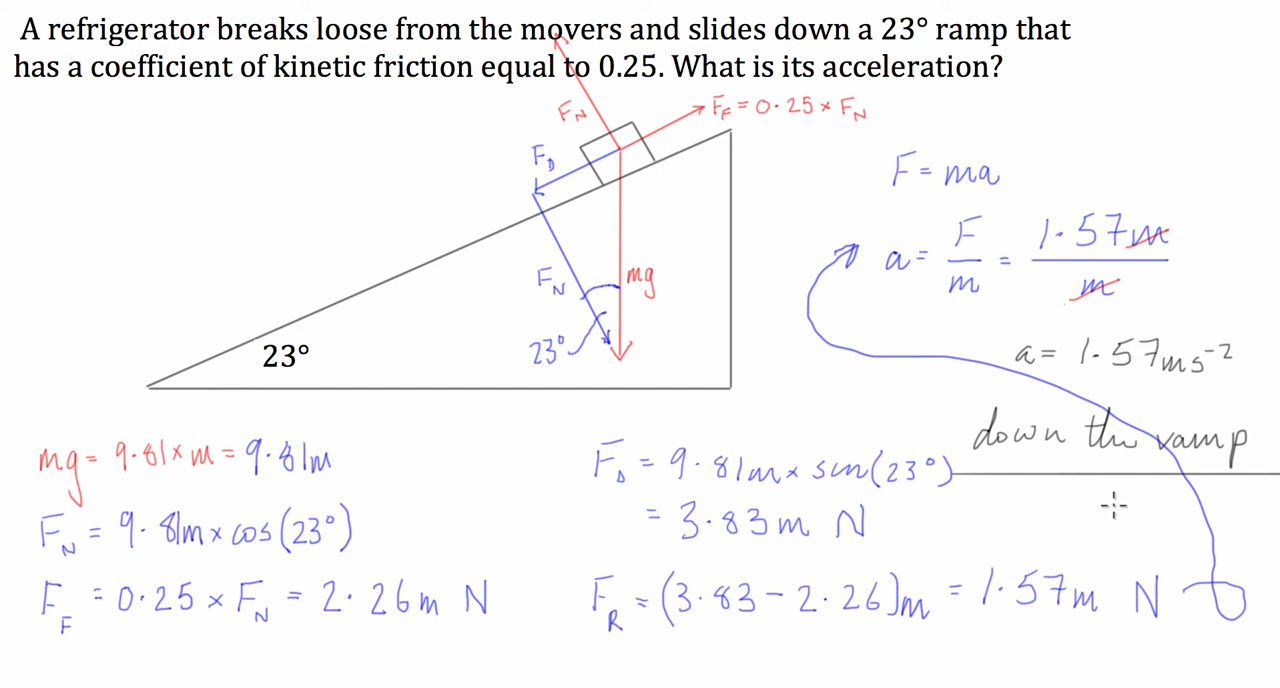 A refrigerator breaks loose from the movers and slides down a 23° ramp that
has a coefficient of kinetic friction equal to 0.25. What is its acceleration?
F_N
F_F = 0.25 × F_N
F_D
F = ma
a = F/m = 1.57m/m
F_N
mg
23°
23°
a = 1.57ms⁻²
down the ramp
mg = 9.81 × m = 9.81m
F_N = 9.81m × cos(23°)
F_F = 0.25 × F_N = 2.26m N
F_D = 9.81m × sin(23°)
= 3.83m N
F_R = (3.83 − 2.26)m = 1.57m N